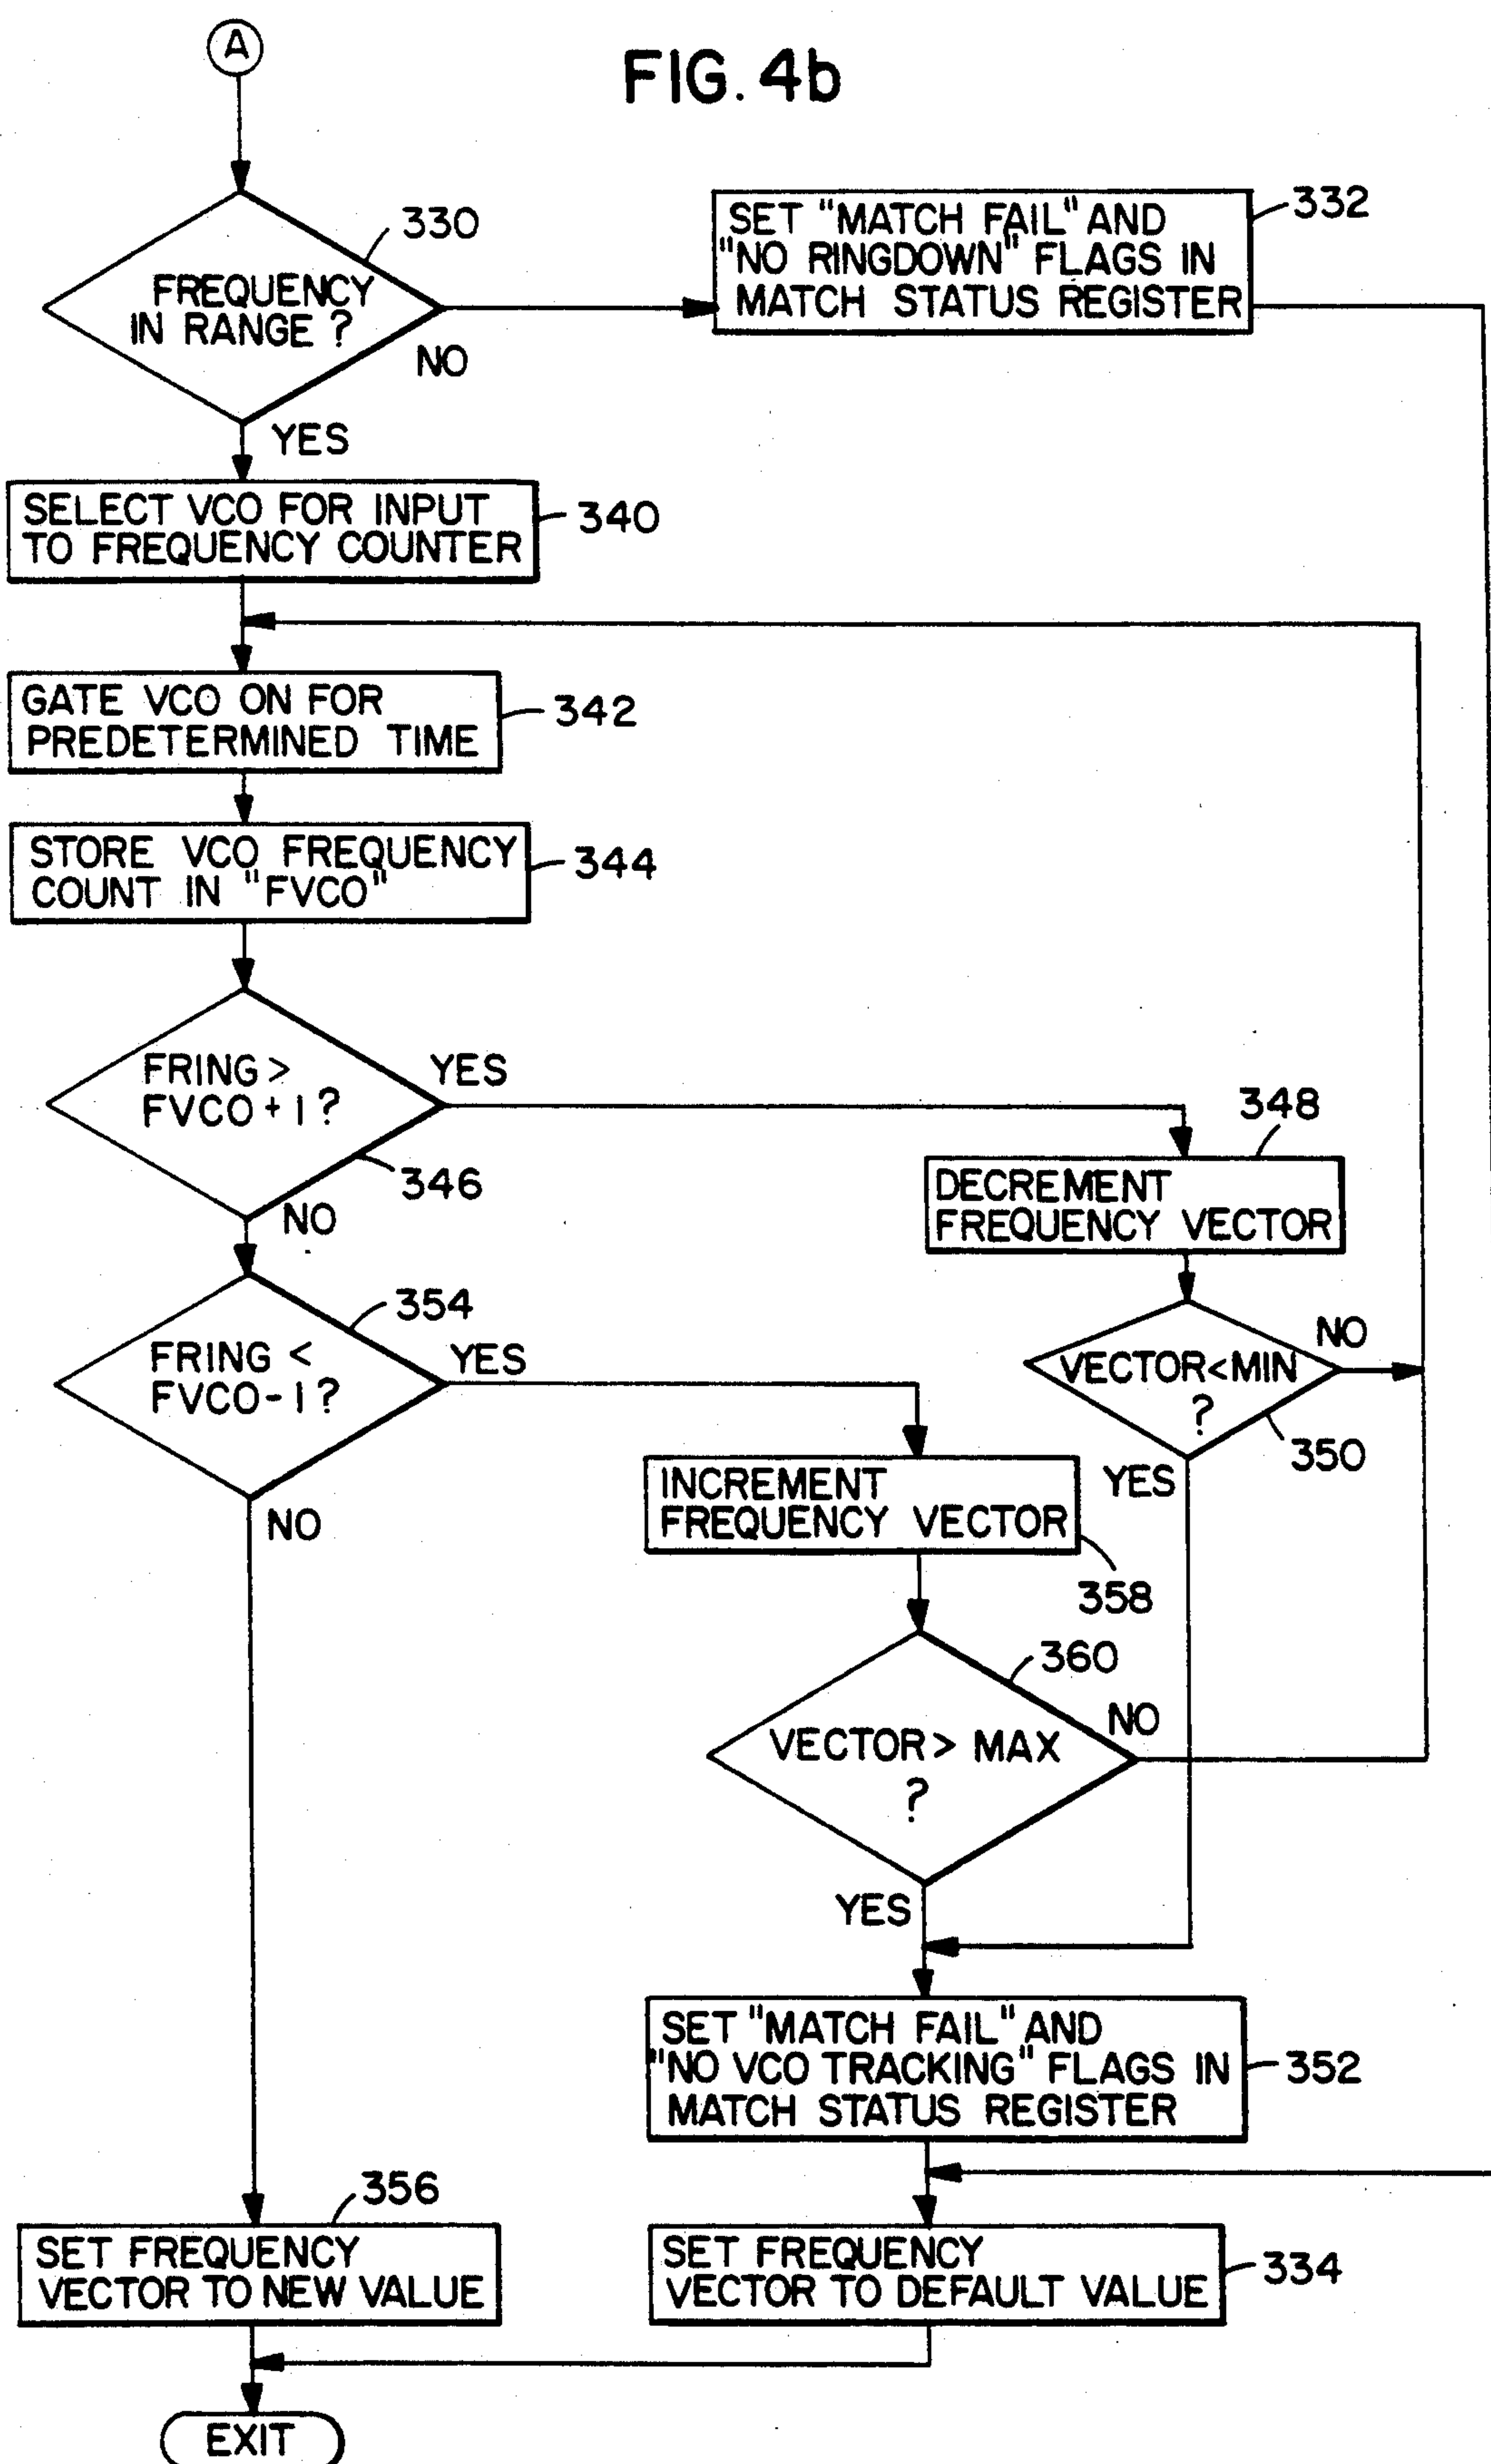 A
FIG. 4b
330
FREQUENCY
IN RANGE ?
NO
YES
SET "MATCH FAIL" AND
"NO RINGDOWN" FLAGS IN
MATCH STATUS REGISTER
332
SELECT VCO FOR INPUT
TO FREQUENCY COUNTER
340
GATE VCO ON FOR
PREDETERMINED TIME
342
STORE VCO FREQUENCY
COUNT IN "FVCO"
344
FRING >
FVCO + 1 ?
YES
346
NO
348
DECREMENT
FREQUENCY VECTOR
VECTOR < MIN
?
NO
350
YES
354
FRING <
FVCO - 1 ?
YES
NO
INCREMENT
FREQUENCY VECTOR
358
360
VECTOR > MAX
?
NO
YES
SET "MATCH FAIL" AND
"NO VCO TRACKING" FLAGS IN
MATCH STATUS REGISTER
352
356
SET FREQUENCY
VECTOR TO NEW VALUE
SET FREQUENCY
VECTOR TO DEFAULT VALUE
334
EXIT